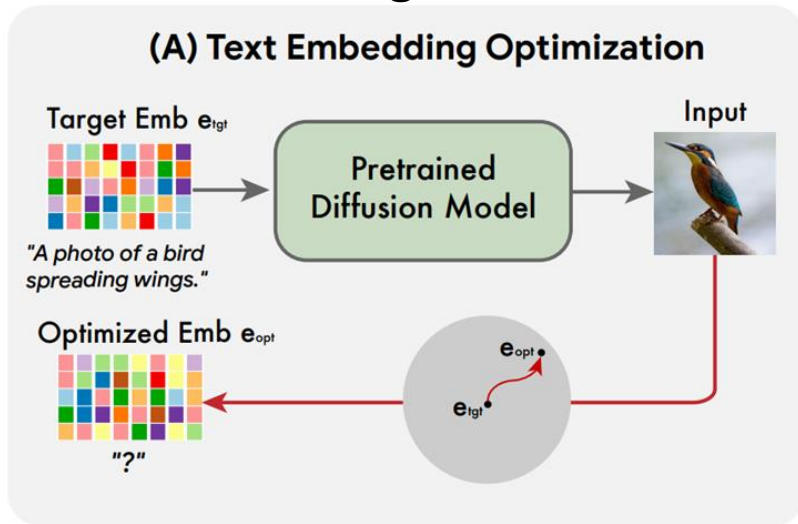 (A) Text Embedding Optimization
Target Emb etgt
Input
Pretrained
Diffusion Model
"A photo of a bird
spreading wings."
Optimized Emb eopt
eopt
etgt
"?"